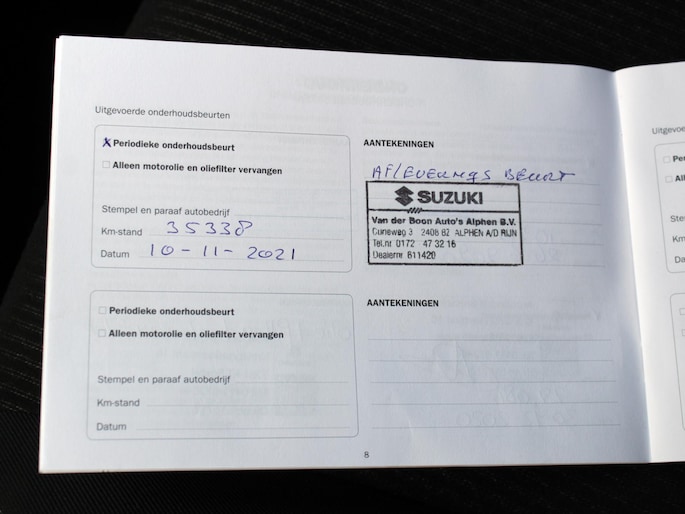 Uitgevoerde onderhoudsbeurten
x Periodieke onderhoudsbeurt
Alleen motorolie en oliefilter vervangen
Stempel en paraaf autobedrijf
Km-stand 35338
Datum 10-11-2021
AANTEKENINGEN
AFLEVERINGS BEURT
SUZUKI
Van der Boon Auto's Alphen B.V.
Cuneweg 3 2408 BZ ALPHEN A/D RIJN
Tel.nr 0172 47 32 16
Dealernr 611420
Periodieke onderhoudsbeurt
Alleen motorolie en oliefilter vervangen
Stempel en paraaf autobedrijf
Km-stand
Datum
AANTEKENINGEN
8